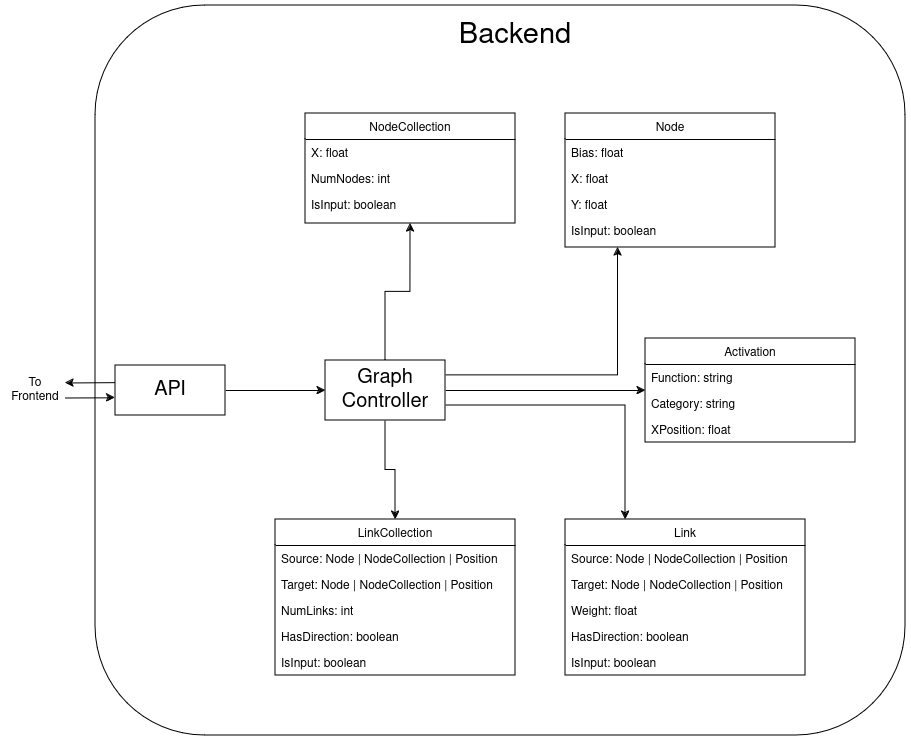 Backend
NodeCollection
X: float
NumNodes: int
IsInput: boolean
Node
Bias: float
X: float
Y: float
IsInput: boolean
To
Frontend
API
Graph
Controller
Activation
Function: string
Category: string
XPosition: float
LinkCollection
Source: Node | NodeCollection | Position
Target: Node | NodeCollection | Position
NumLinks: int
HasDirection: boolean
IsInput: boolean
Link
Source: Node | NodeCollection | Position
Target: Node | NodeCollection | Position
Weight: float
HasDirection: boolean
IsInput: boolean